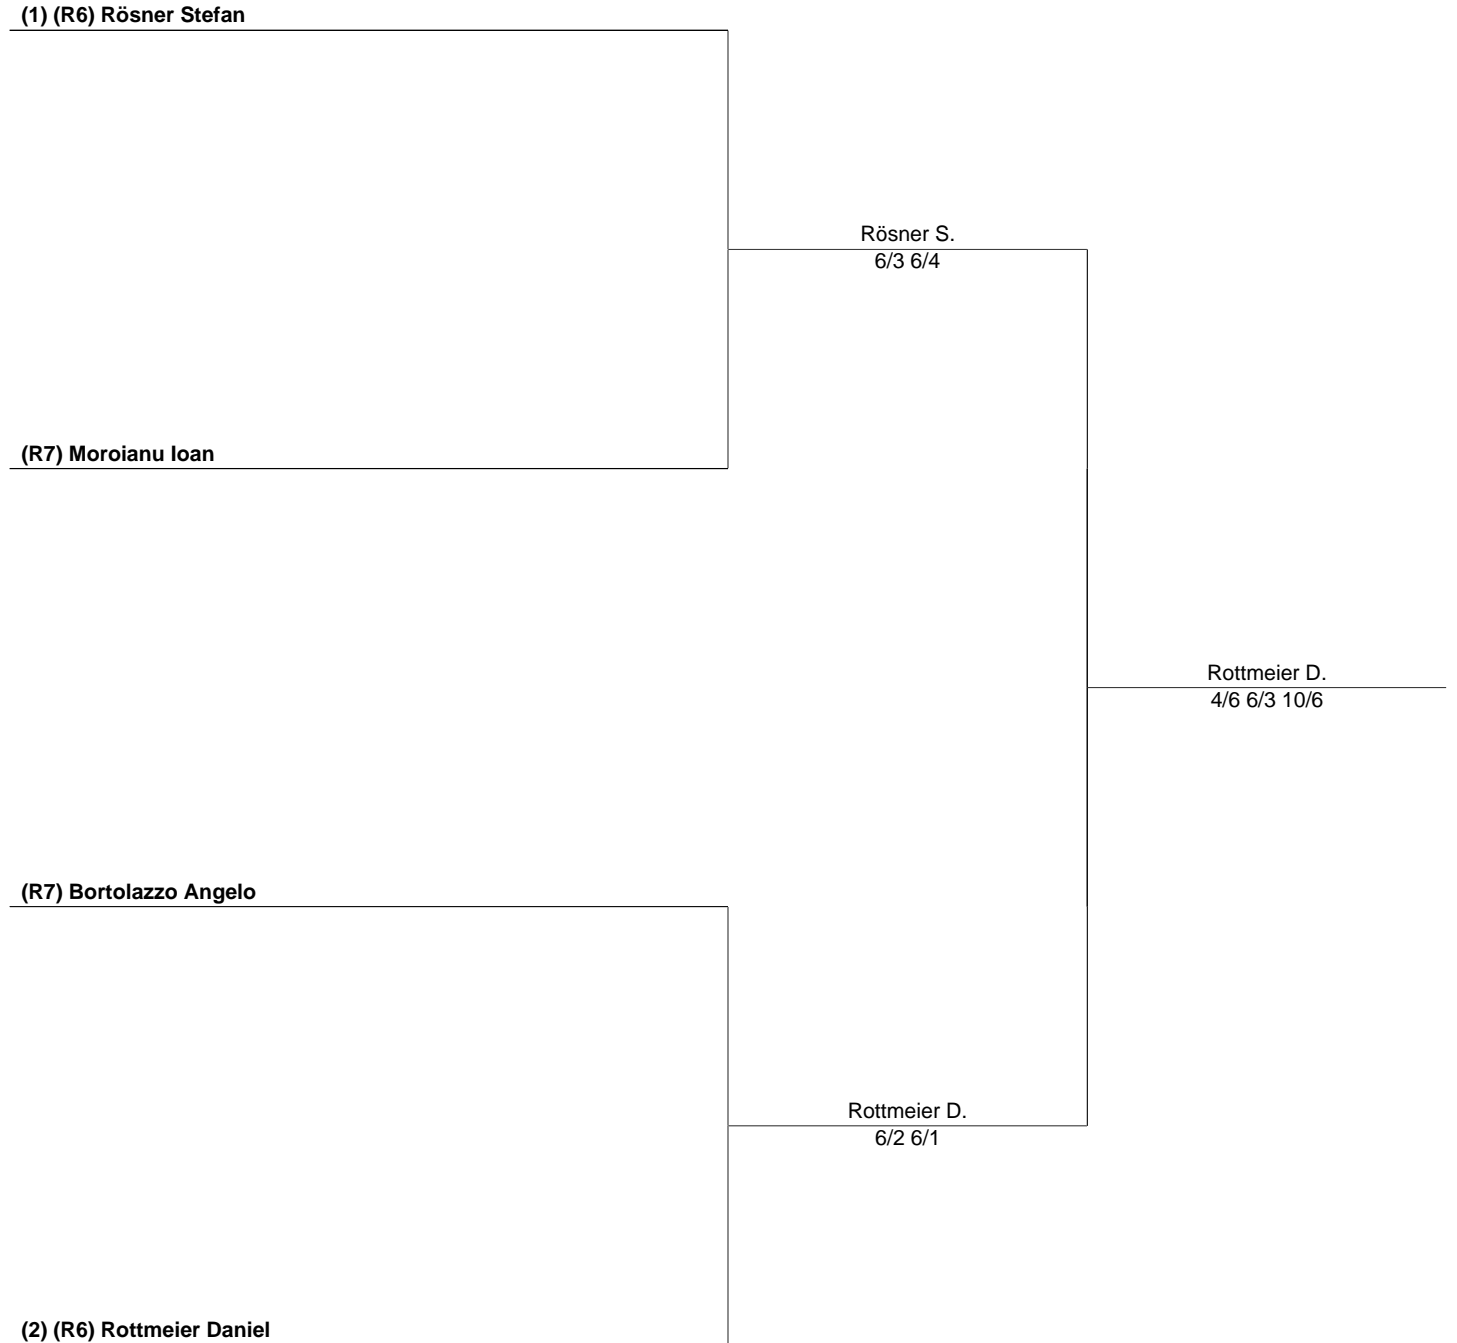 (1) (R6) Rösner Stefan
Rösner S.
6/3 6/4
(R7) Moroianu Ioan
Rottmeier D.
4/6 6/3 10/6
(R7) Bortolazzo Angelo
Rottmeier D.
6/2 6/1
(2) (R6) Rottmeier Daniel